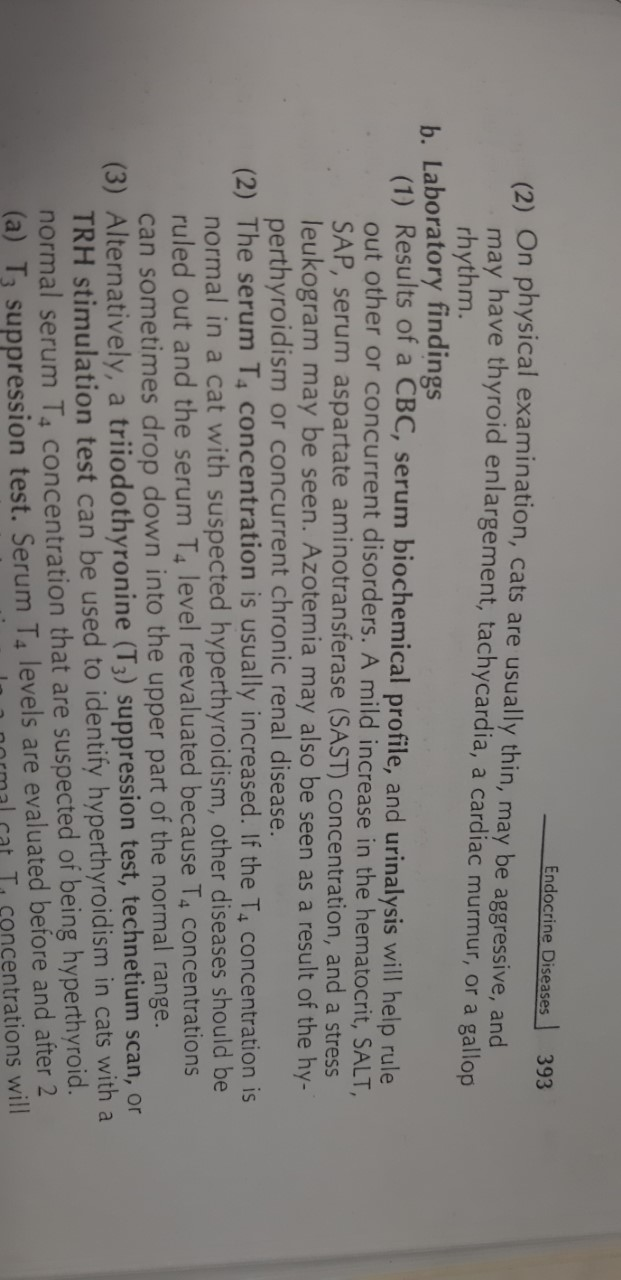 Endocrine Diseases 393
(2) On physical examination, cats are usually thin, may be aggressive, and
may have thyroid enlargement, tachycardia, a cardiac murmur, or a gallop
rhythm.
b. Laboratory findings
(1) Results of a CBC, serum biochemical profile, and urinalysis will help rule
out other or concurrent disorders. A mild increase in the hematocrit, SALT,
SAP, serum aspartate aminotransferase (SAST) concentration, and a stress
leukogram may be seen. Azotemia may also be seen as a result of the hy-
perthyroidism or concurrent chronic renal disease.
(2) The serum T₄ concentration is usually increased. If the T₄ concentration is
normal in a cat with suspected hyperthyroidism, other diseases should be
ruled out and the serum T₄ level reevaluated because T₄ concentrations
can sometimes drop down into the upper part of the normal range.
(3) Alternatively, a triiodothyronine (T₃) suppression test, technetium scan, or
TRH stimulation test can be used to identify hyperthyroidism in cats with a
normal serum T₄ concentration that are suspected of being hyperthyroid.
(a) T₃ suppression test. Serum T₄ levels are evaluated before and after 2
normal cat, T₄ concentrations will